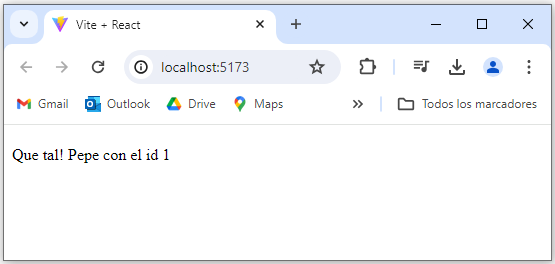 Vite + React
localhost:5173
Gmail Outlook Drive Maps Todos los marcadores
Que tal! Pepe con el id 1